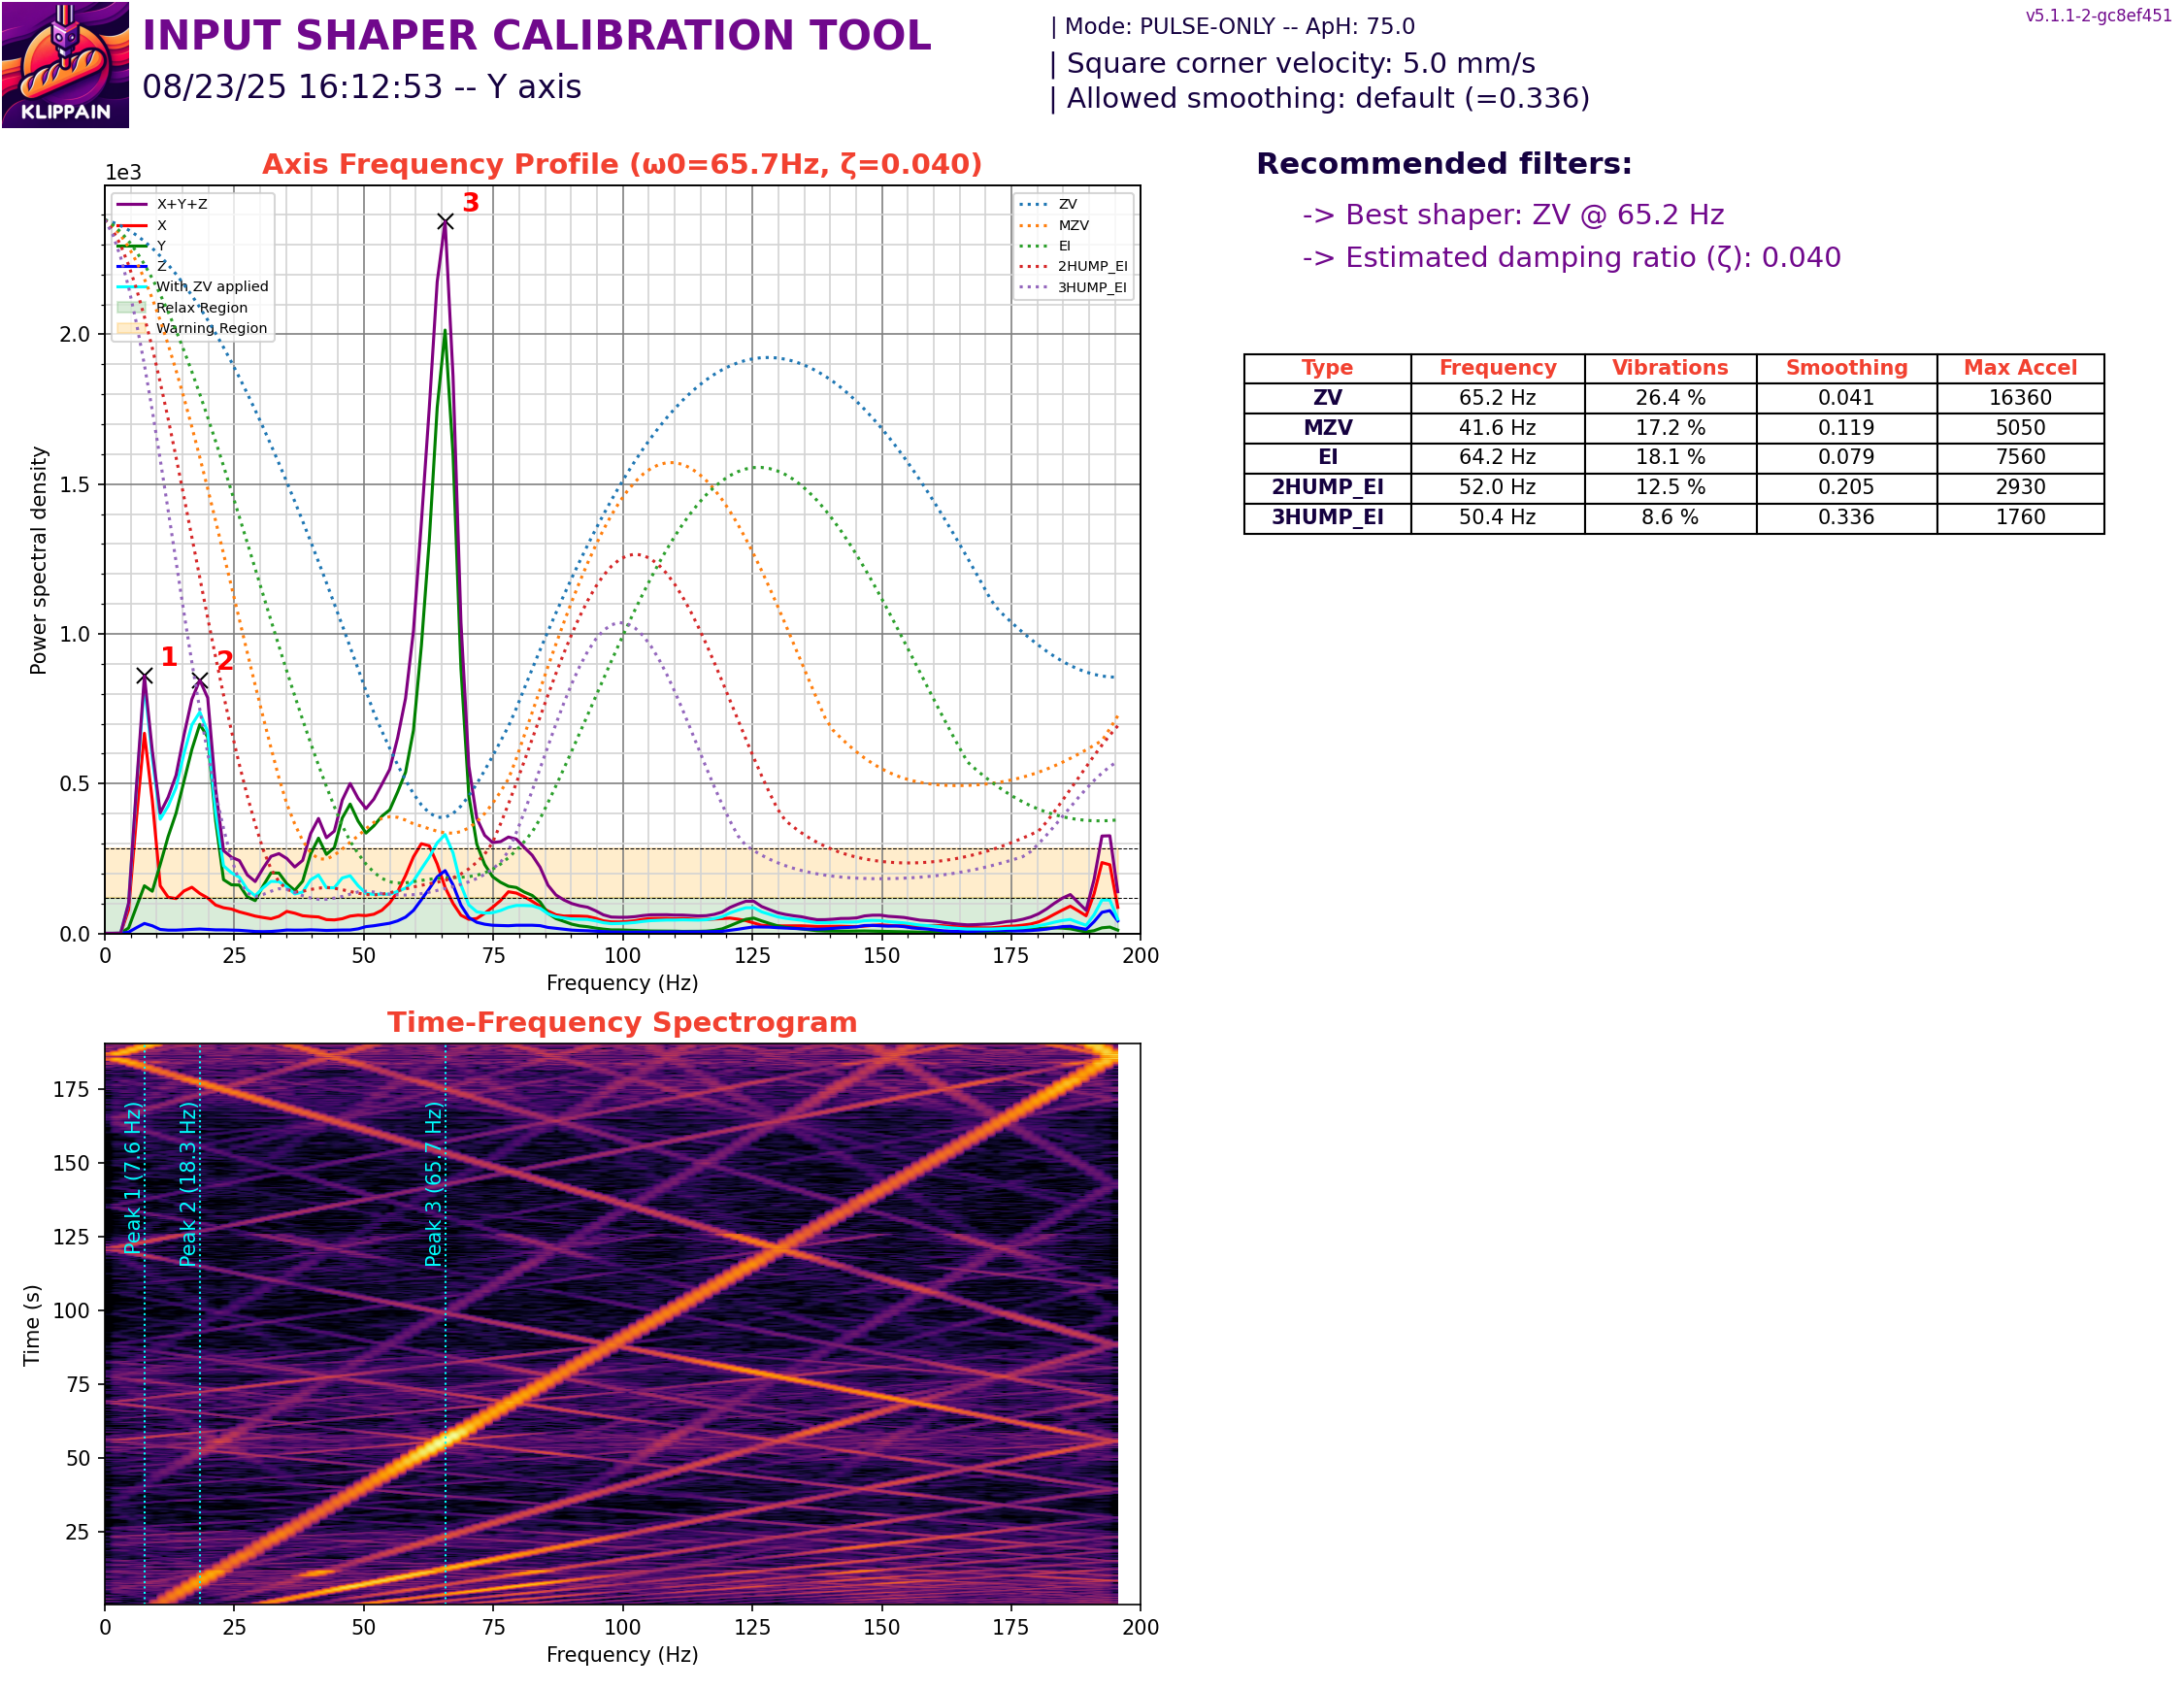 KLIPPAIN
INPUT SHAPER CALIBRATION TOOL
08/23/25 16:12:53 -- Y axis
| Mode: PULSE-ONLY -- ApH: 75.0
| Square corner velocity: 5.0 mm/s
| Allowed smoothing: default (=0.336)
v5.1.1-2-gc8ef451
Axis Frequency Profile (ω0=65.7Hz, ζ=0.040)
1e3
X+Y+Z
X
Y
Z
With ZV applied
Relax Region
Warning Region
ZV
MZV
EI
2HUMP_EI
3HUMP_EI
1
2
3
Power spectral density
2.0
1.5
1.0
0.5
0.0
0 25 50 75 100 125 150 175 200
Frequency (Hz)
Recommended filters:
-> Best shaper: ZV @ 65.2 Hz
-> Estimated damping ratio (ζ): 0.040
Type Frequency Vibrations Smoothing Max Accel
ZV 65.2 Hz 26.4 % 0.041 16360
MZV 41.6 Hz 17.2 % 0.119 5050
EI 64.2 Hz 18.1 % 0.079 7560
2HUMP_EI 52.0 Hz 12.5 % 0.205 2930
3HUMP_EI 50.4 Hz 8.6 % 0.336 1760
Time-Frequency Spectrogram
Time (s)
175
150
125
100
75
50
25
Peak 1 (7.6 Hz)
Peak 2 (18.3 Hz)
Peak 3 (65.7 Hz)
0 25 50 75 100 125 150 175 200
Frequency (Hz)